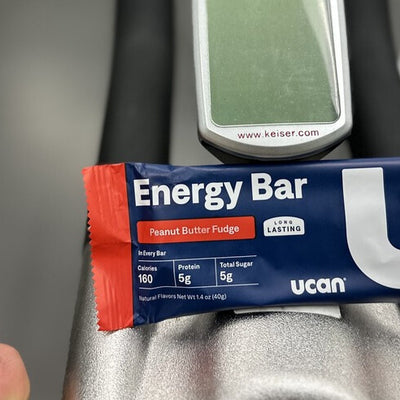 www.keiser.com
Energy Bar
Peanut Butter Fudge
LONG
LASTING
In Every Bar
Calories
160
Protein
5g
Total Sugar
5g
ucan®
Natural Flavors Net Wt 1.4 oz (40g)